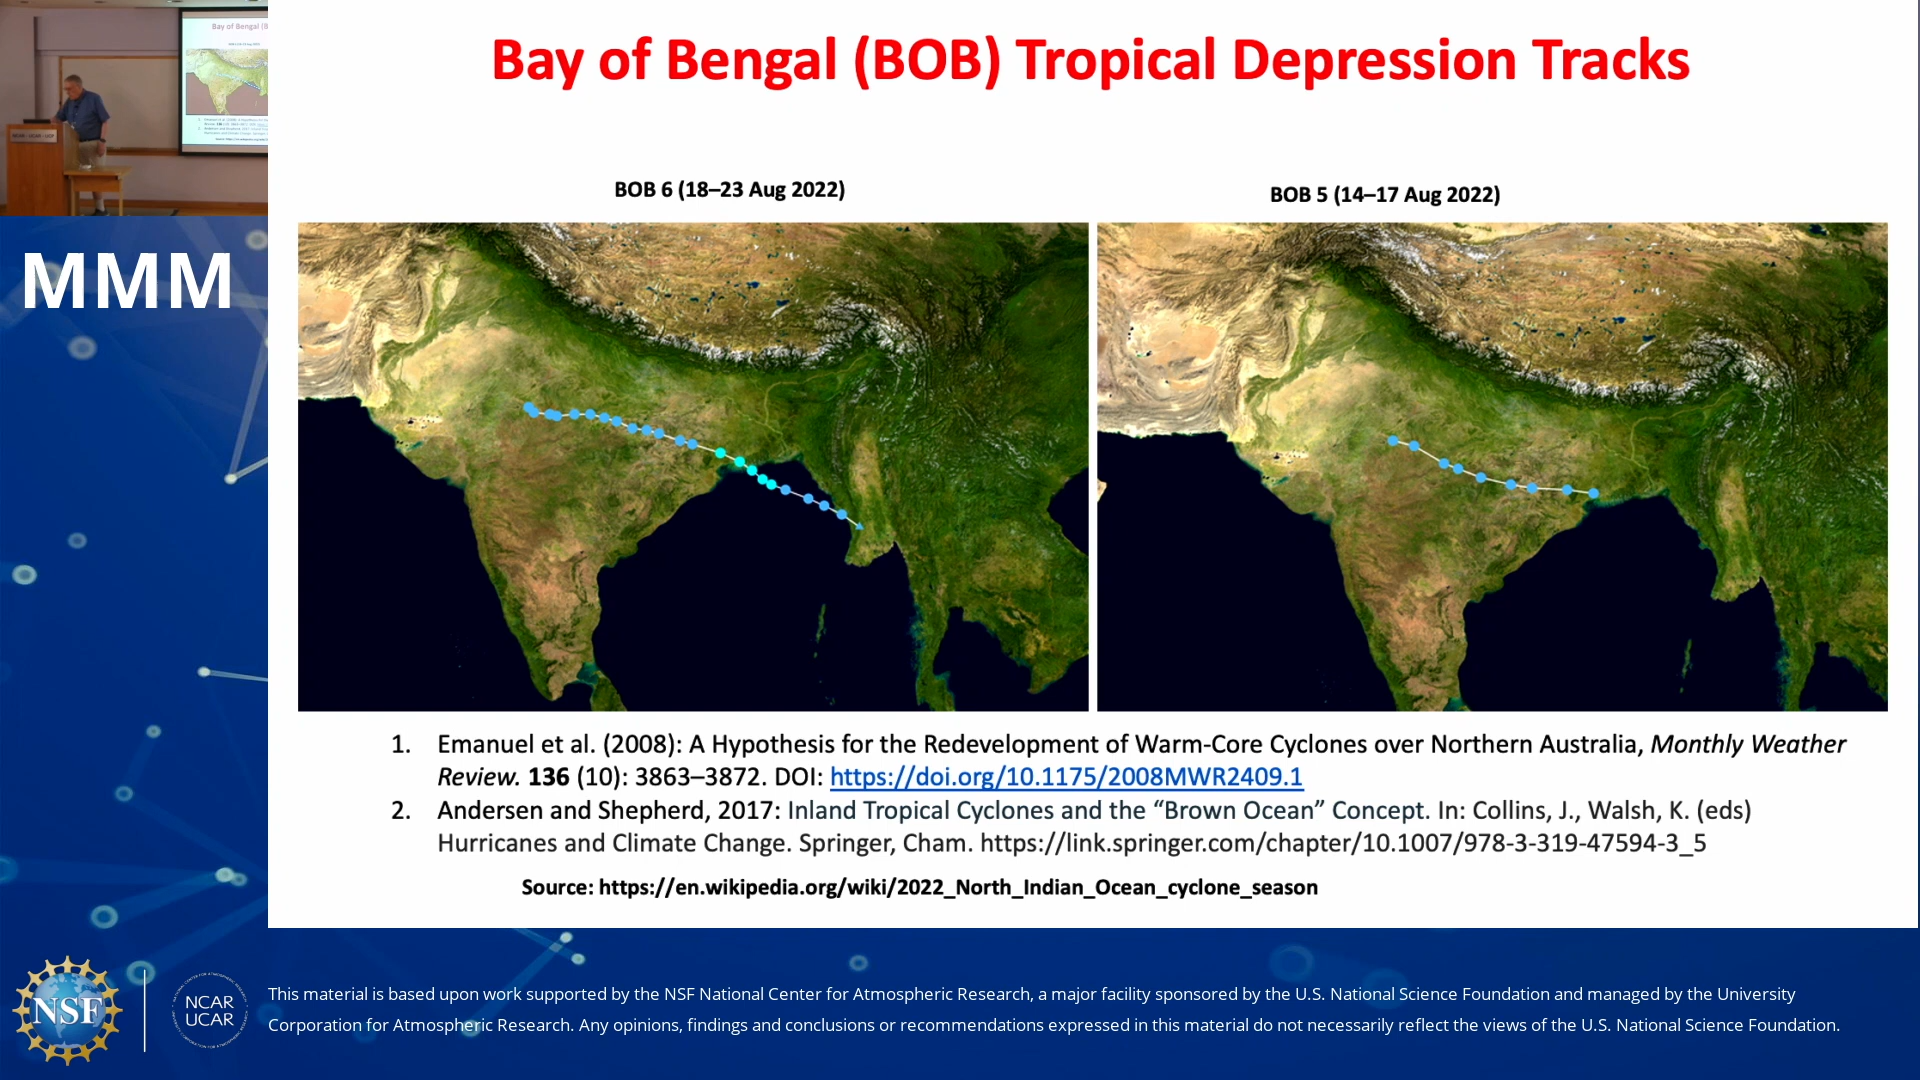 Bay of Bengal (BOB) Tropical Depression Tracks
BOB 6 (18–23 Aug 2022)
BOB 5 (14–17 Aug 2022)
MMM
1. Emanuel et al. (2008): A Hypothesis for the Redevelopment of Warm-Core Cyclones over Northern Australia, Monthly Weather
Review. 136 (10): 3863–3872. DOI: https://doi.org/10.1175/2008MWR2409.1
2. Andersen and Shepherd, 2017: Inland Tropical Cyclones and the “Brown Ocean” Concept. In: Collins, J., Walsh, K. (eds)
Hurricanes and Climate Change. Springer, Cham. https://link.springer.com/chapter/10.1007/978-3-319-47594-3_5
Source: https://en.wikipedia.org/wiki/2022_North_Indian_Ocean_cyclone_season
NSF
NCAR
UCAR
This material is based upon work supported by the NSF National Center for Atmospheric Research, a major facility sponsored by the U.S. National Science Foundation and managed by the University
Corporation for Atmospheric Research. Any opinions, findings and conclusions or recommendations expressed in this material do not necessarily reflect the views of the U.S. National Science Foundation.